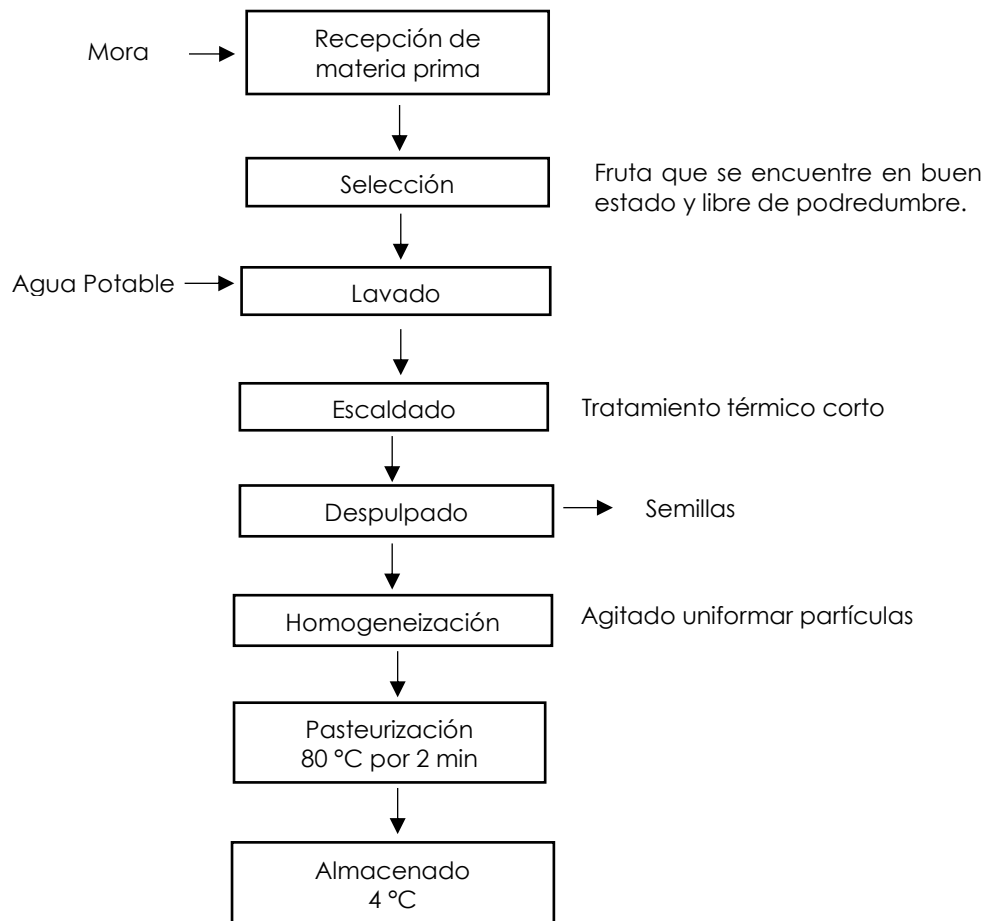 Mora
Recepción de
materia prima
Selección
Fruta que se encuentre en buen
estado y libre de podredumbre.
Agua Potable
Lavado
Escaldado
Tratamiento térmico corto
Despulpado
Semillas
Homogeneización
Agitado uniformar partículas
Pasteurización
80 °C por 2 min
Almacenado
4 °C